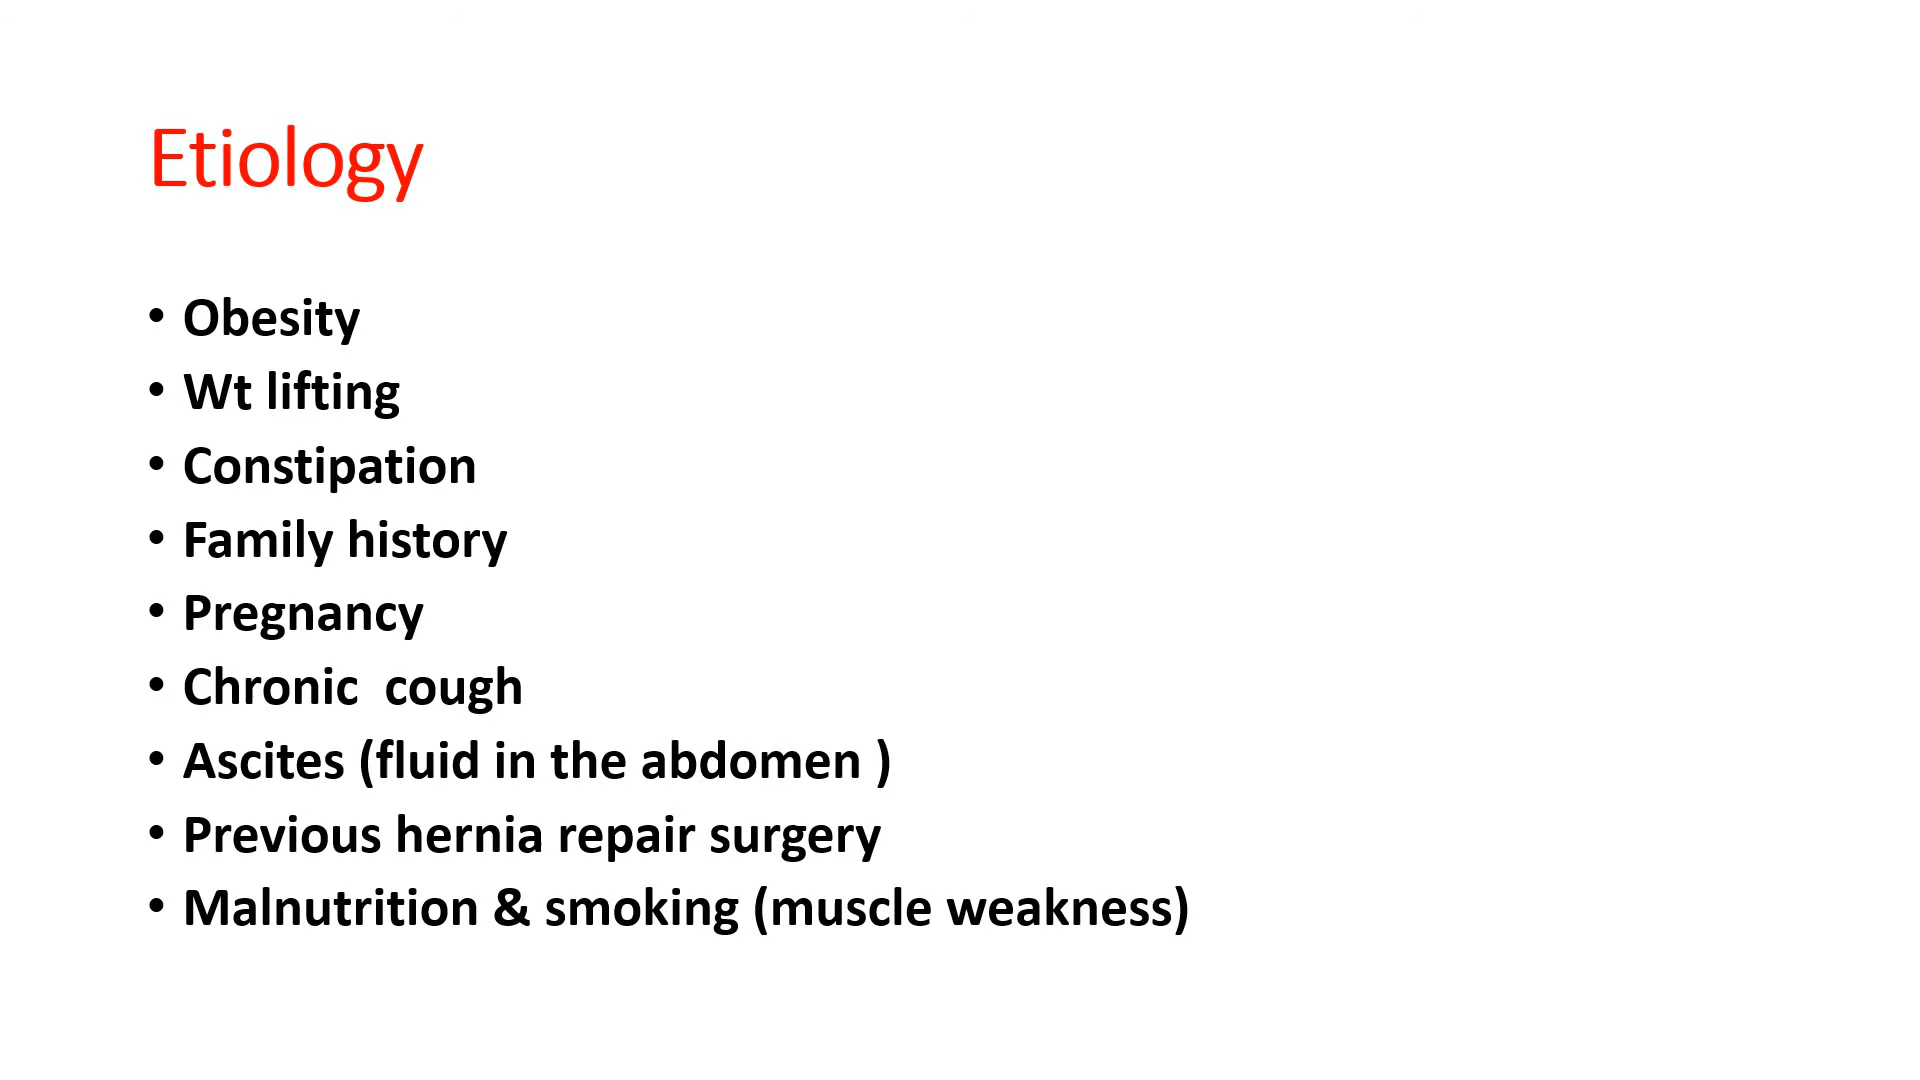 Etiology
• Obesity
• Wt lifting
• Constipation
• Family history
• Pregnancy
• Chronic  cough
• Ascites (fluid in the abdomen )
• Previous hernia repair surgery
• Malnutrition & smoking (muscle weakness)